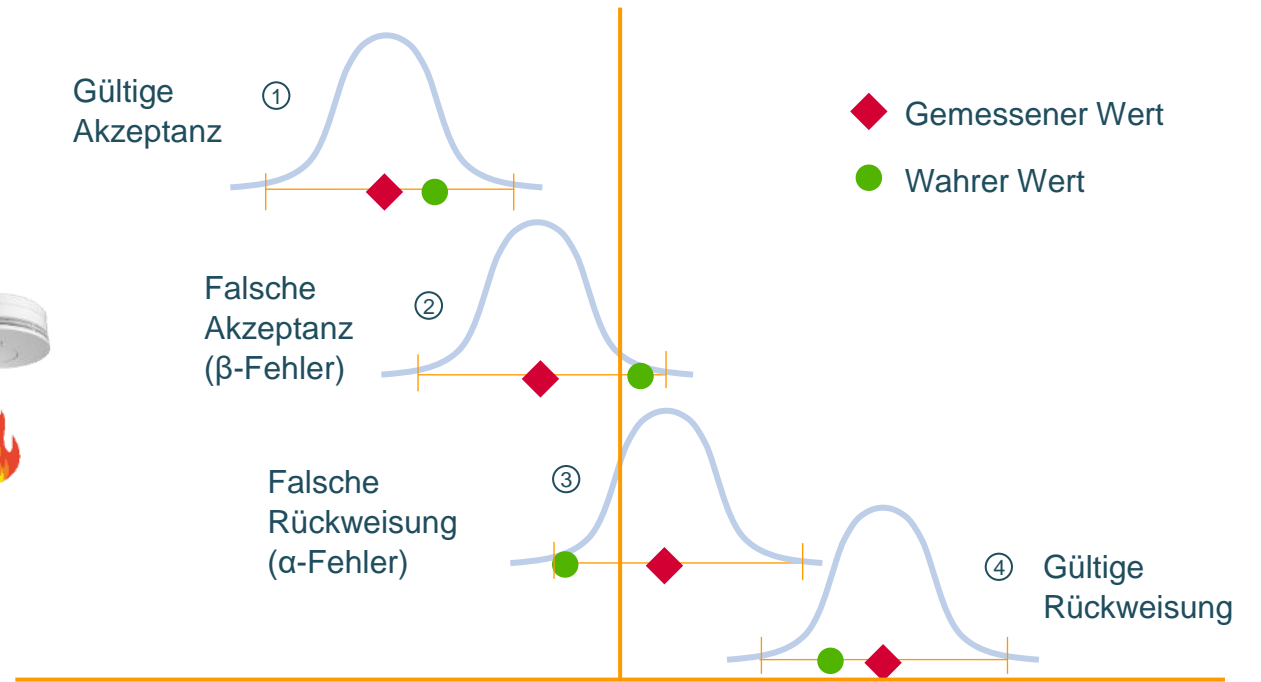 Gültige
Akzeptanz
①
Gemessener Wert
Wahrer Wert
Falsche
Akzeptanz
(β-Fehler)
②
Falsche
Rückweisung
(α-Fehler)
③
④
Gültige
Rückweisung